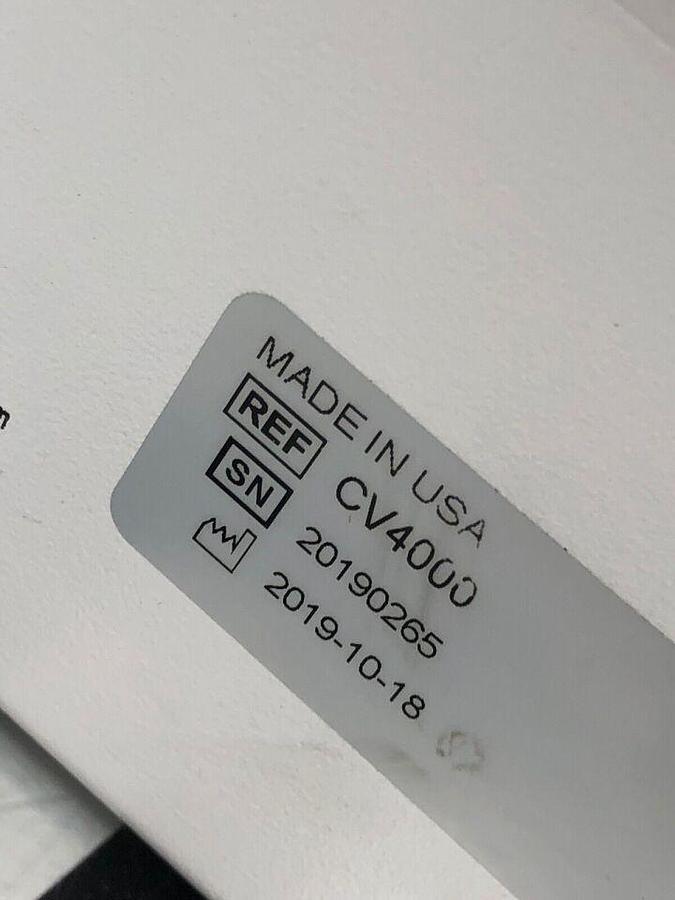 MADE IN USA
REF CV4000
SN 20190265
2019-10-18